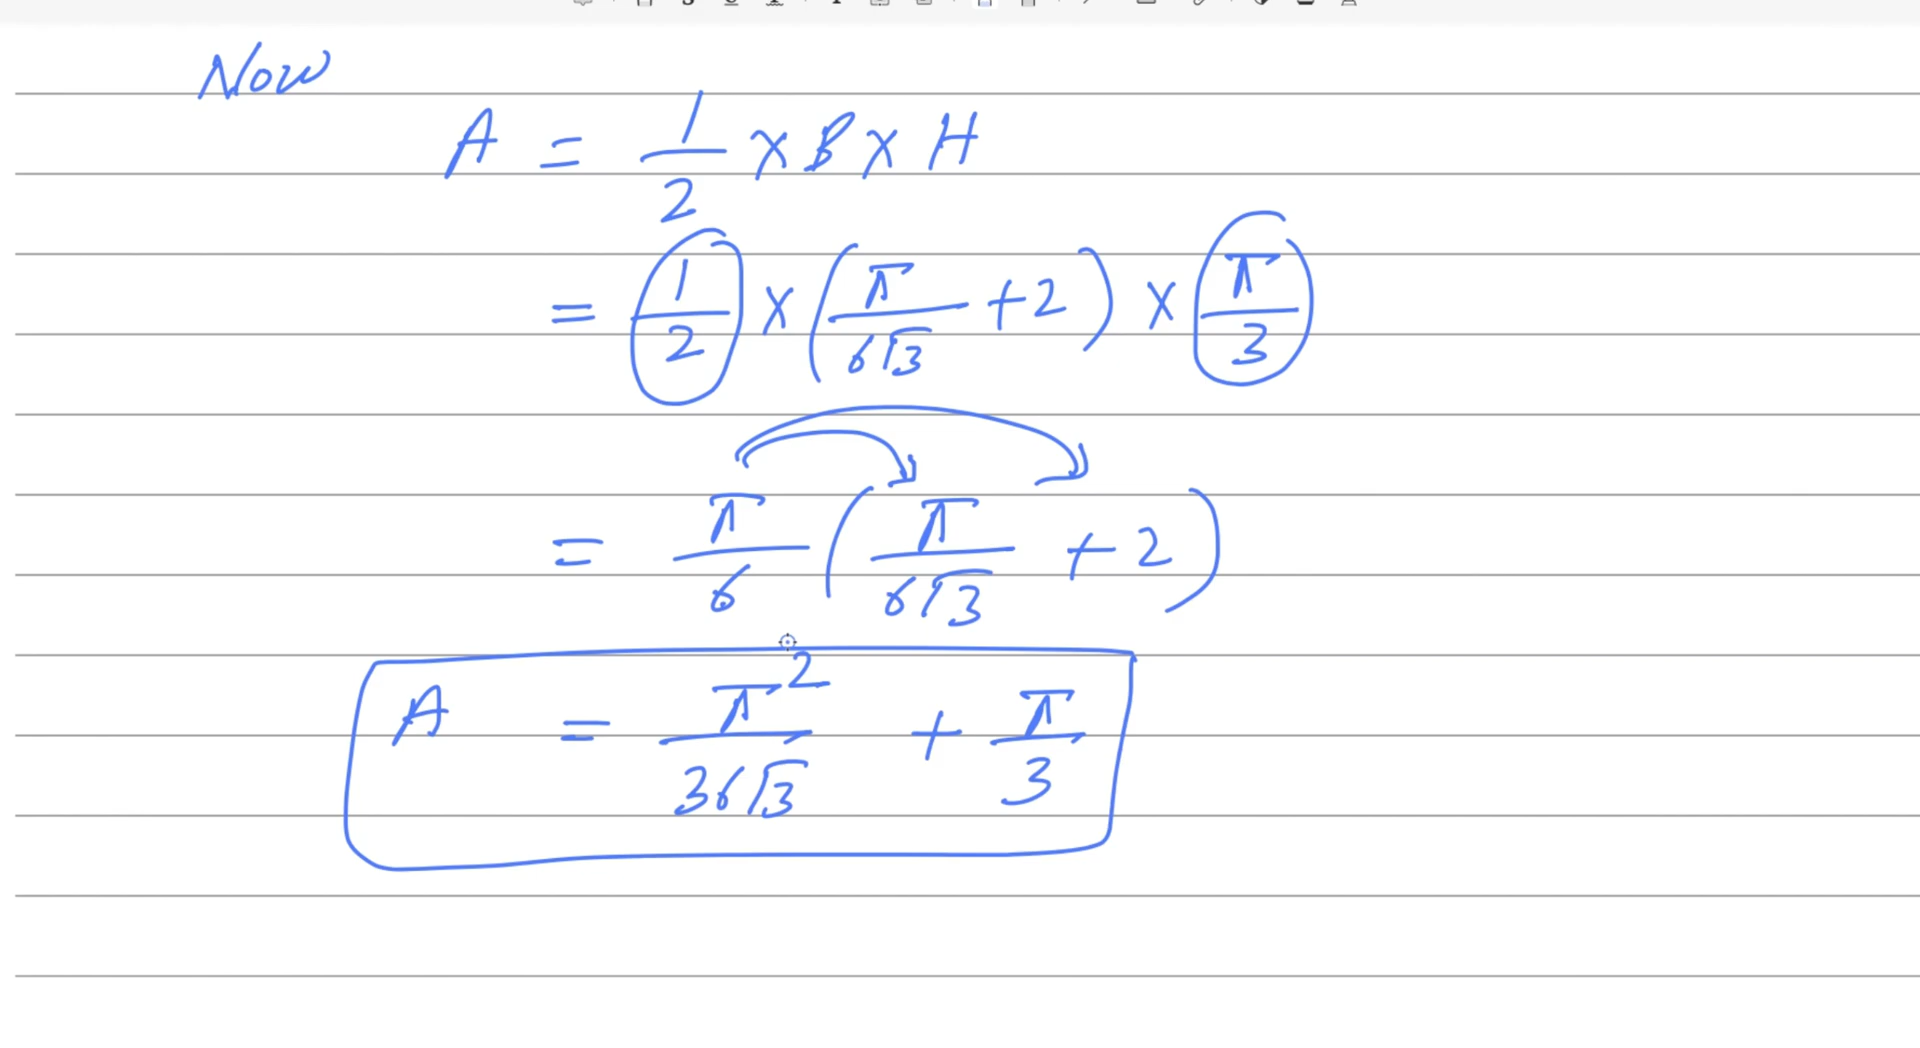 Now
A = 1/2 × B × H
= 1/2 × (π/6√3 + 2) × π/3
= π/6 (π/6√3 + 2)
A = π²/36√3 + π/3